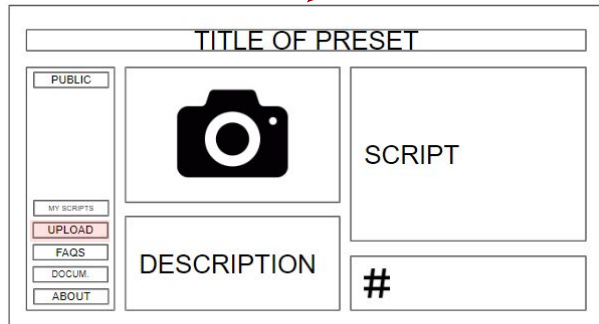 TITLE OF PRESET
PUBLIC
MY SCRIPTS
UPLOAD
FAQS
DOCUM.
ABOUT
DESCRIPTION
SCRIPT
#